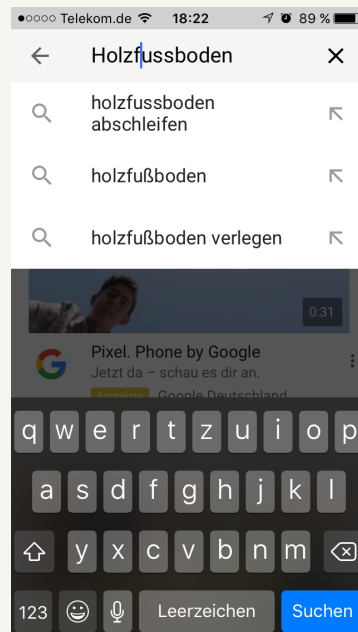 Telekom.de 18:22 89 %
Holzfussboden
holzfussboden
abschleifen
holzfußboden
holzfußboden verlegen
0:31
Pixel. Phone by Google
Jetzt da – schau es dir an.
Anzeige Google Deutschland
q w e r t z u i o p
a s d f g h j k l
y x c v b n m
123 Leerzeichen Suchen